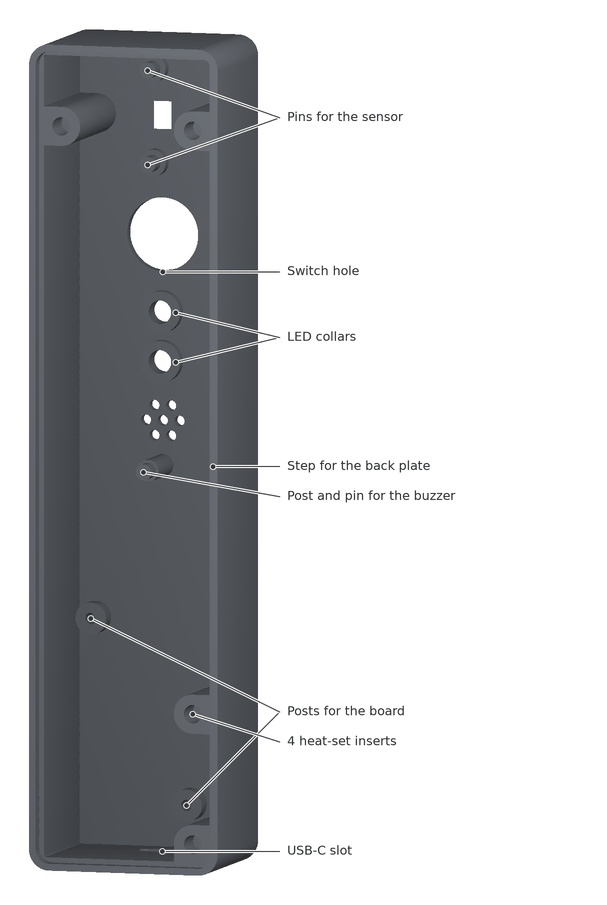 Pins for the sensor
Switch hole
LED collars
Step for the back plate
Post and pin for the buzzer
Posts for the board
4 heat-set inserts
USB-C slot